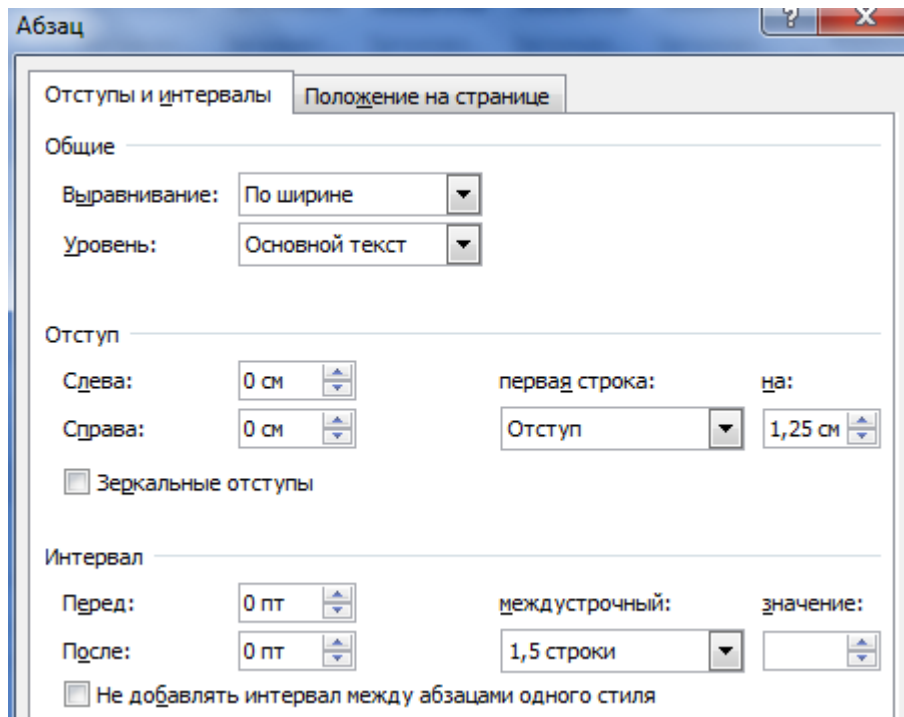 Абзац ?
Отступы и интервалы Положение на странице
Общие
Выравнивание: По ширине
Уровень: Основной текст
Отступ
Слева: 0 см первая строка: на:
Справа: 0 см Отступ 1,25 см
Зеркальные отступы
Интервал
Перед: 0 пт междустрочный: значение:
После: 0 пт 1,5 строки
Не добавлять интервал между абзацами одного стиля